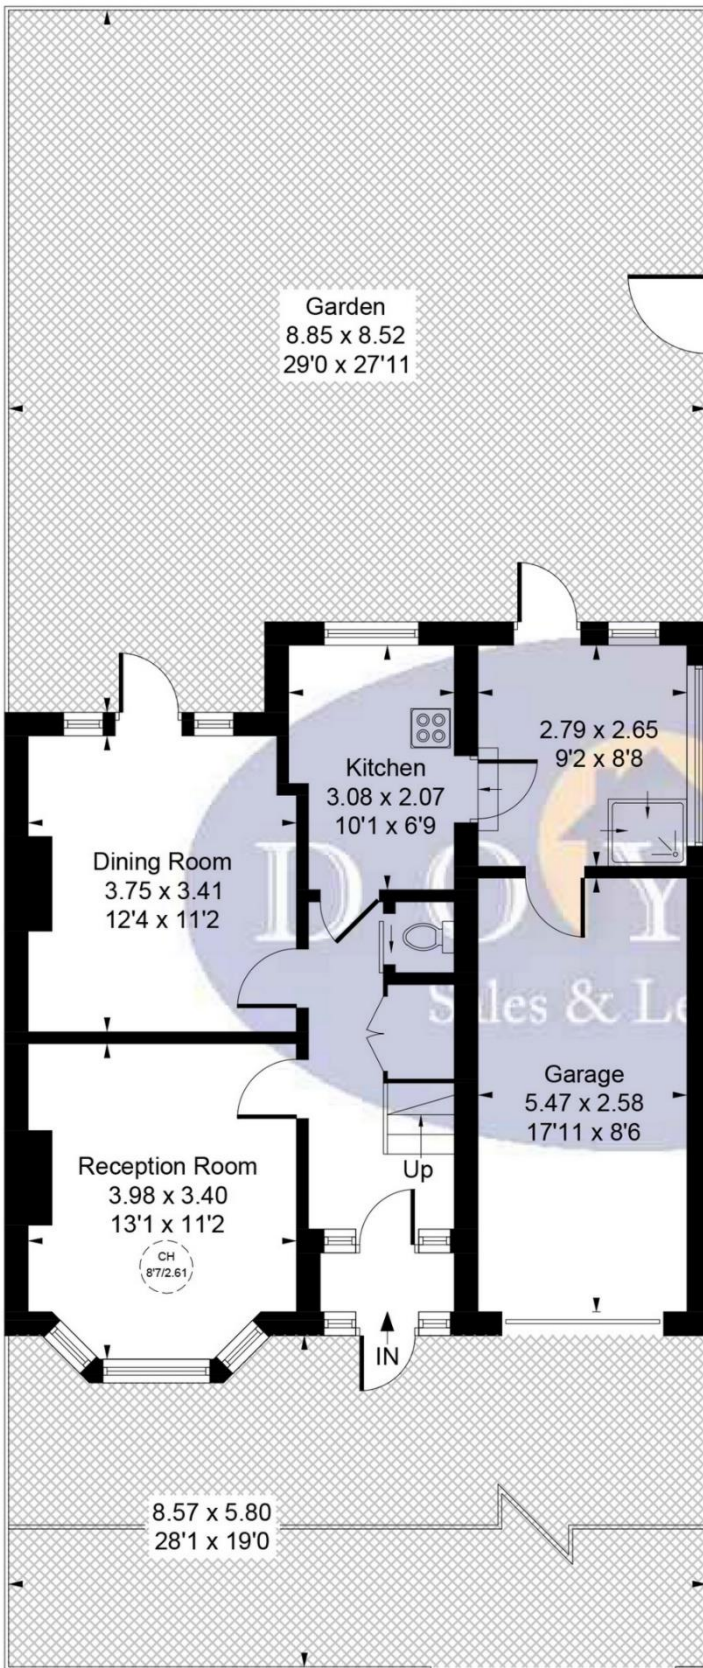 Garden
8.85 x 8.52
29'0 x 27'11
2.79 x 2.65
9'2 x 8'8
Kitchen
3.08 x 2.07
10'1 x 6'9
Dining Room
3.75 x 3.41
12'4 x 11'2
D O Y
Sales & Le
Garage
5.47 x 2.58
17'11 x 8'6
Up
Reception Room
3.98 x 3.40
13'1 x 11'2
CH
8'7/2.61
IN
8.57 x 5.80
28'1 x 19'0